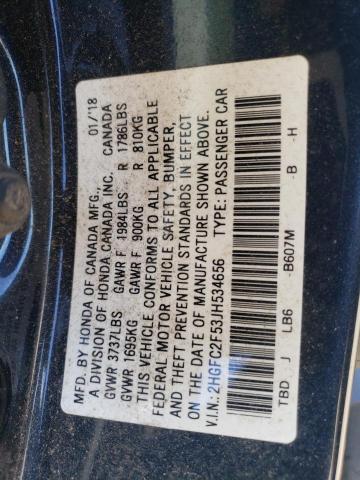 MFD. BY HONDA OF CANADA MFG., 01/18
A DIVISION OF HONDA CANADA INC., CANADA
GVWR 3737LBS GAWR F 1984LBS R 1786LBS
GVWR 1695KG GAWR F 900KG R 810KG
THIS VEHICLE CONFORMS TO ALL APPLICABLE
FEDERAL MOTOR VEHICLE SAFETY, BUMPER,
AND THEFT PREVENTION STANDARDS IN EFFECT
ON THE DATE OF MANUFACTURE SHOWN ABOVE.
V.I.N.: 2HGFC2F53JH534656 TYPE: PASSENGER CAR
TBD J LB6 -B607M -B -H